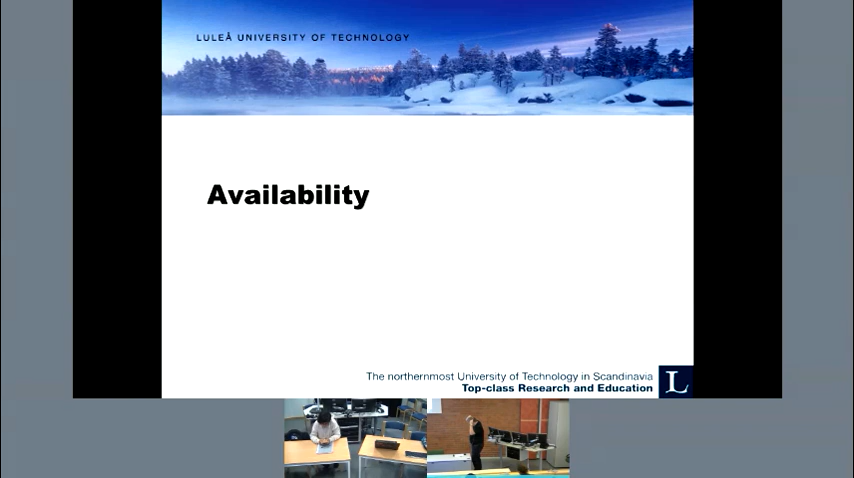 LULEÅ UNIVERSITY OF TECHNOLOGY
Availability
The northernmost University of Technology in Scandinavia
Top-class Research and Education
L